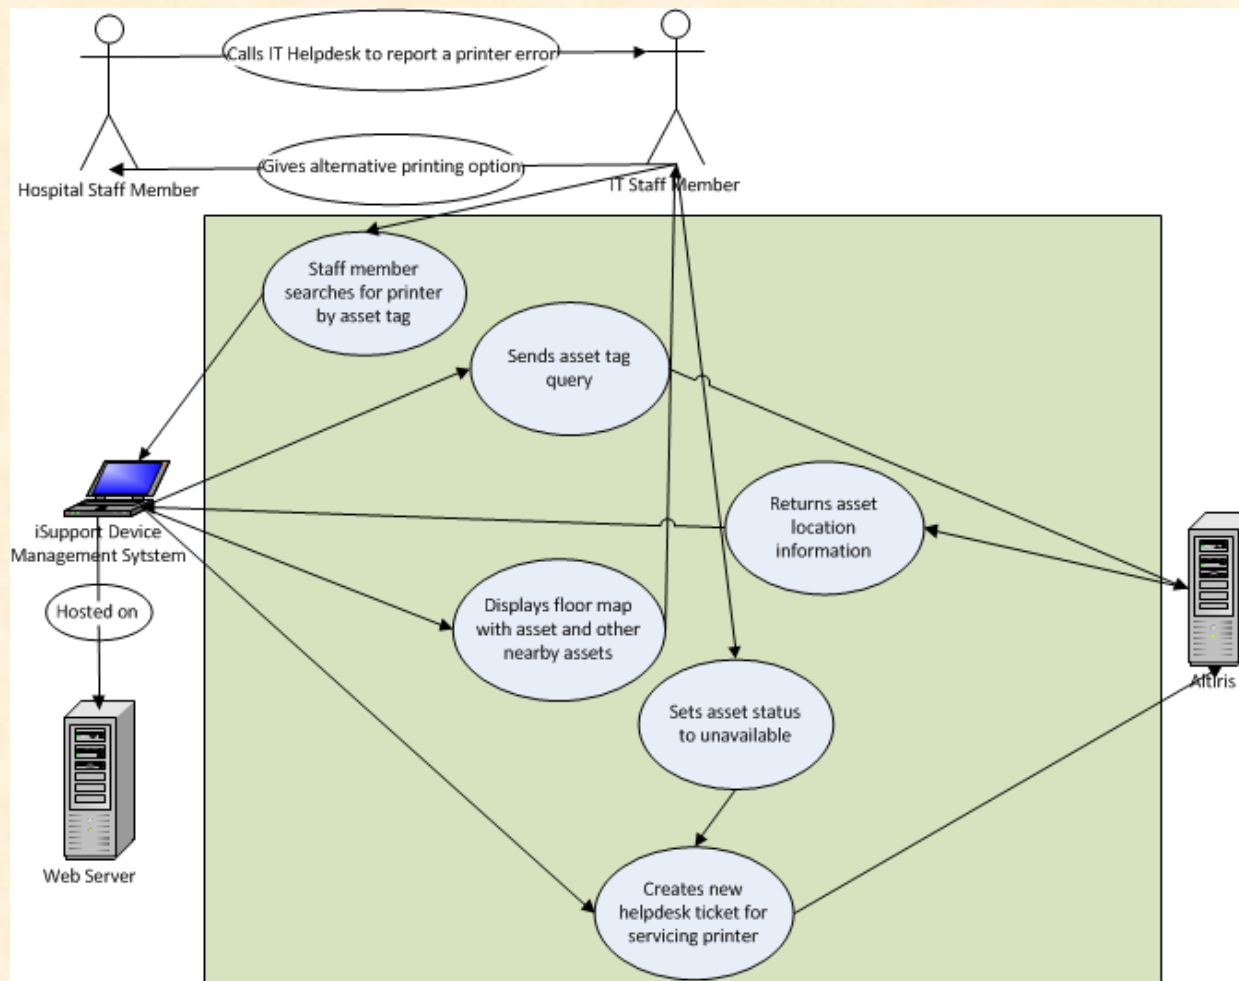 Calls IT Helpdesk to report a printer error
Gives alternative printing option
Hospital Staff Member
IT Staff Member
Staff member
searches for printer
by asset tag
Sends asset tag
query
Returns asset
location
information
iSupport Device
Management Sytstem
Hosted on
Displays floor map
with asset and other
nearby assets
Altiris
Sets asset status
to unavailable
Web Server
Creates new
helpdesk ticket for
servicing printer